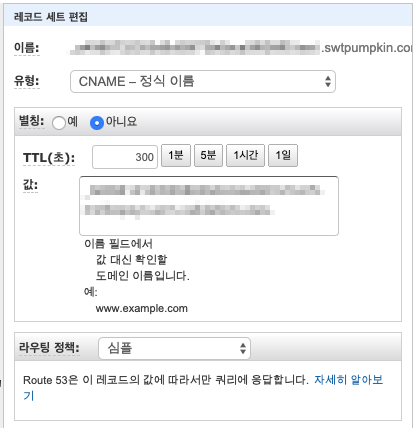 레코드 세트 편집
이름: .swtpumpkin.com
유형: CNAME – 정식 이름
별칭: 예 아니요
TTL(초): 300 1분 5분 1시간 1일
값:
이름 필드에서
값 대신 확인할
도메인 이름입니다.
예:
www.example.com
라우팅 정책: 심플
Route 53은 이 레코드의 값에 따라서만 쿼리에 응답합니다. 자세히 알아보
기